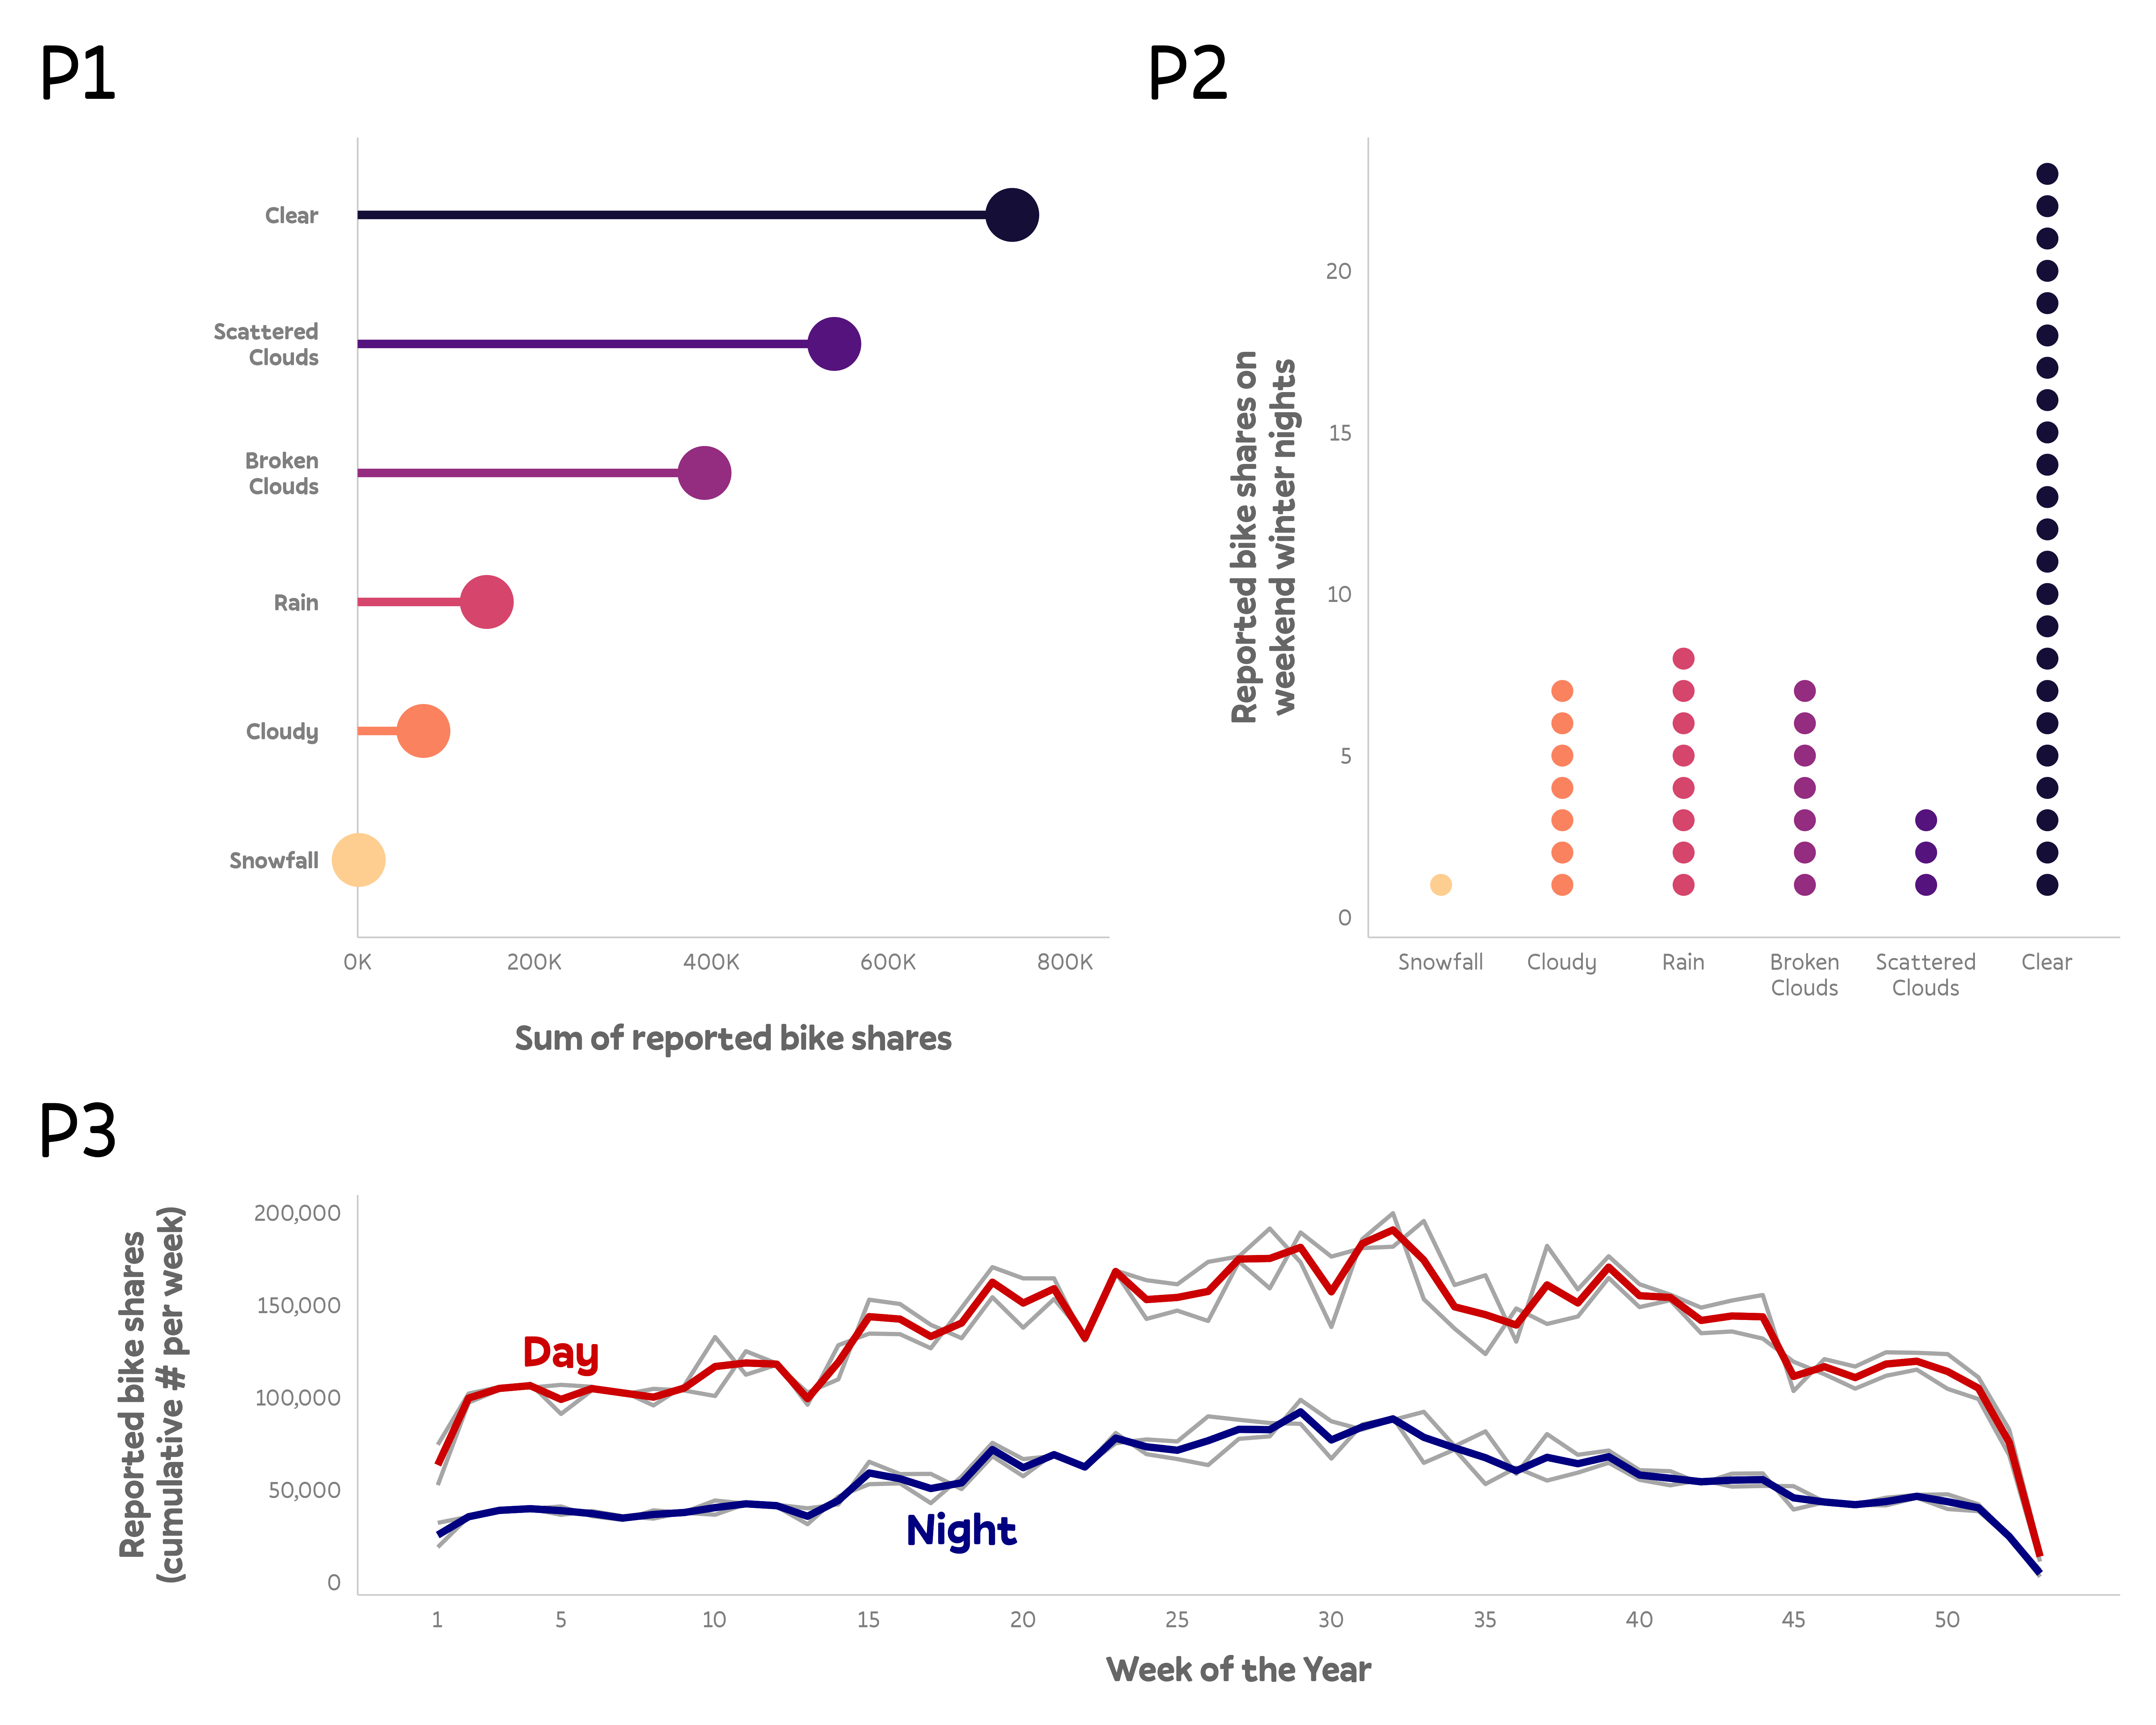 P1
Clear
Scattered
Clouds
Broken
Clouds
Rain
Cloudy
Snowfall
0K 200K 400K 600K 800K
Sum of reported bike shares
P2
Reported bike shares on
weekend winter nights
20
15
10
5
0
Snowfall Cloudy Rain Broken Clouds Scattered Clouds Clear
P3
Reported bike shares
(cumulative # per week)
200,000
150,000
100,000
50,000
0
Day
Night
1 5 10 15 20 25 30 35 40 45 50
Week of the Year